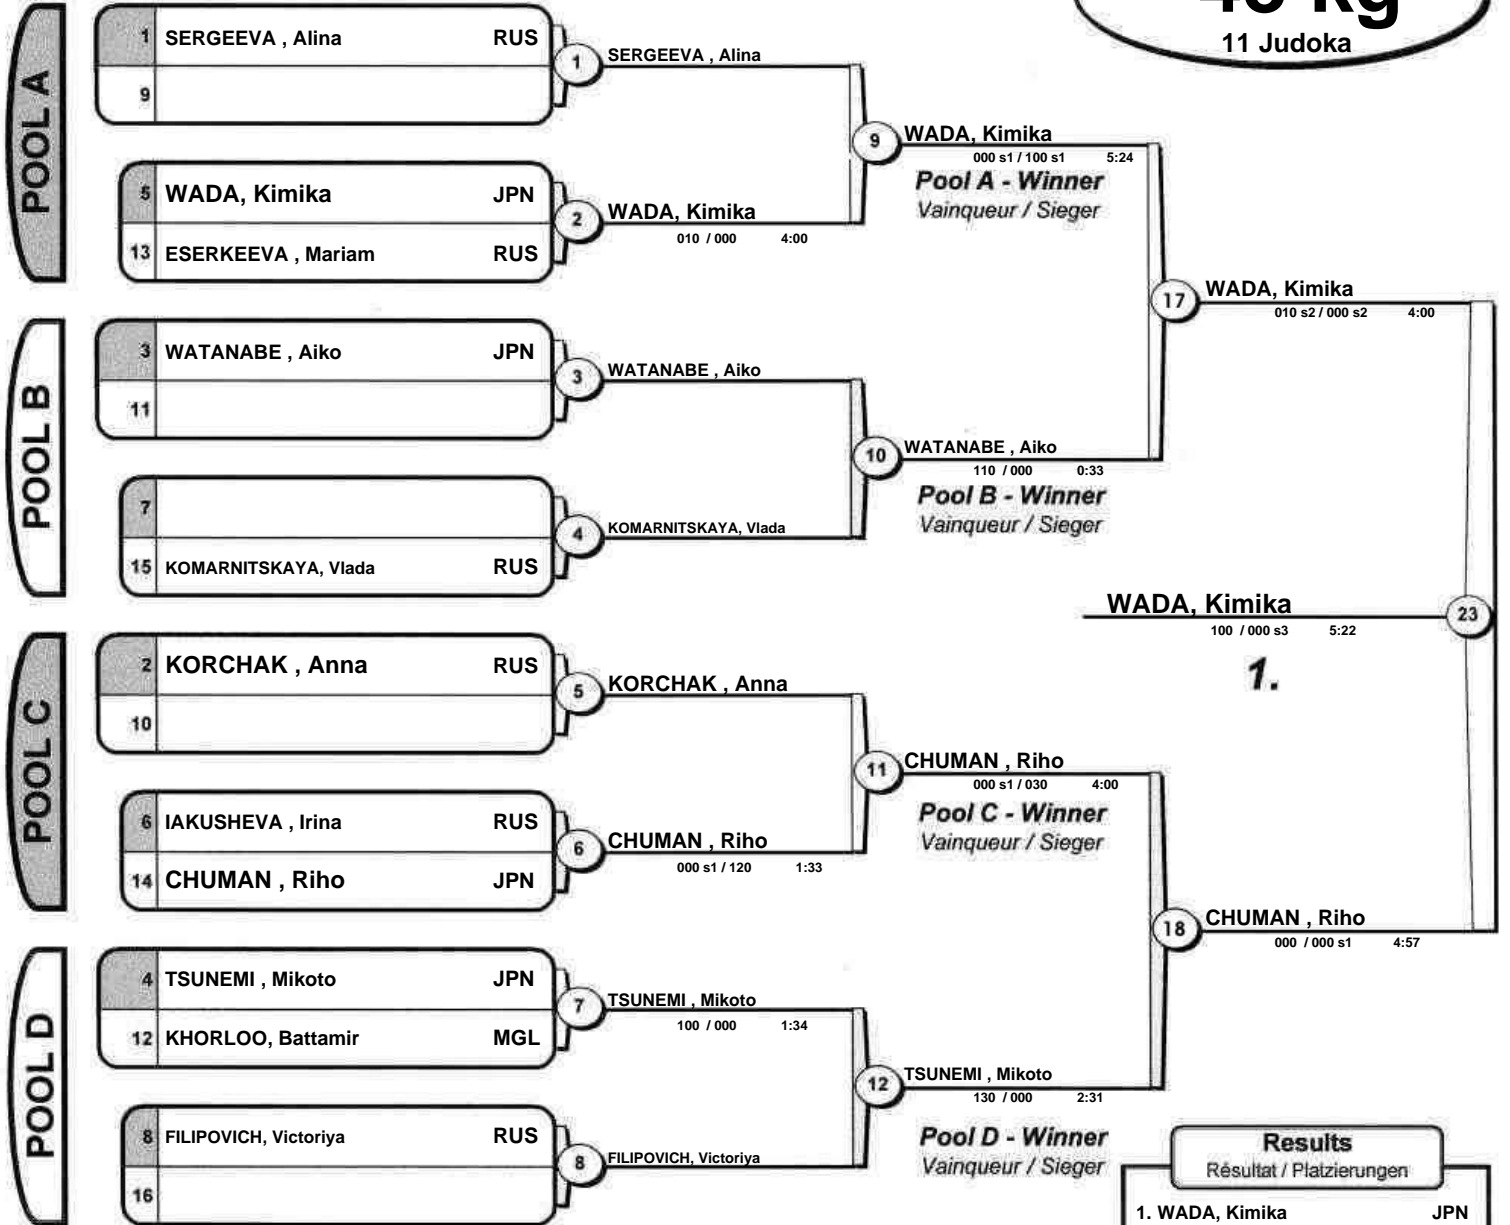 kg
11 Judoka
POOL A
1 SERGEEVA , Alina RUS
9
5 WADA, Kimika JPN
13 ESERKEEVA , Mariam RUS
1 SERGEEVA , Alina
2 WADA, Kimika
010 / 000 4:00
9 WADA, Kimika
000 s1 / 100 s1 5:24
Pool A - Winner
Vainqueur / Sieger
POOL B
3 WATANABE , Aiko JPN
11
7
15 KOMARNITSKAYA, Vlada RUS
3 WATANABE , Aiko
4 KOMARNITSKAYA, Vlada
10 WATANABE , Aiko
110 / 000 0:33
Pool B - Winner
Vainqueur / Sieger
17 WADA, Kimika
010 s2 / 000 s2 4:00
WADA, Kimika 23
100 / 000 s3 5:22
1.
POOL C
2 KORCHAK , Anna RUS
10
6 IAKUSHEVA , Irina RUS
14 CHUMAN , Riho JPN
5 KORCHAK , Anna
6 CHUMAN , Riho
000 s1 / 120 1:33
11 CHUMAN , Riho
000 s1 / 030 4:00
Pool C - Winner
Vainqueur / Sieger
18 CHUMAN , Riho
000 / 000 s1 4:57
POOL D
4 TSUNEMI , Mikoto JPN
12 KHORLOO, Battamir MGL
8 FILIPOVICH, Victoriya RUS
16
7 TSUNEMI , Mikoto
100 / 000 1:34
8 FILIPOVICH, Victoriya
12 TSUNEMI , Mikoto
130 / 000 2:31
Pool D - Winner
Vainqueur / Sieger
Results
Résultat / Platzierungen
1. WADA, Kimika JPN